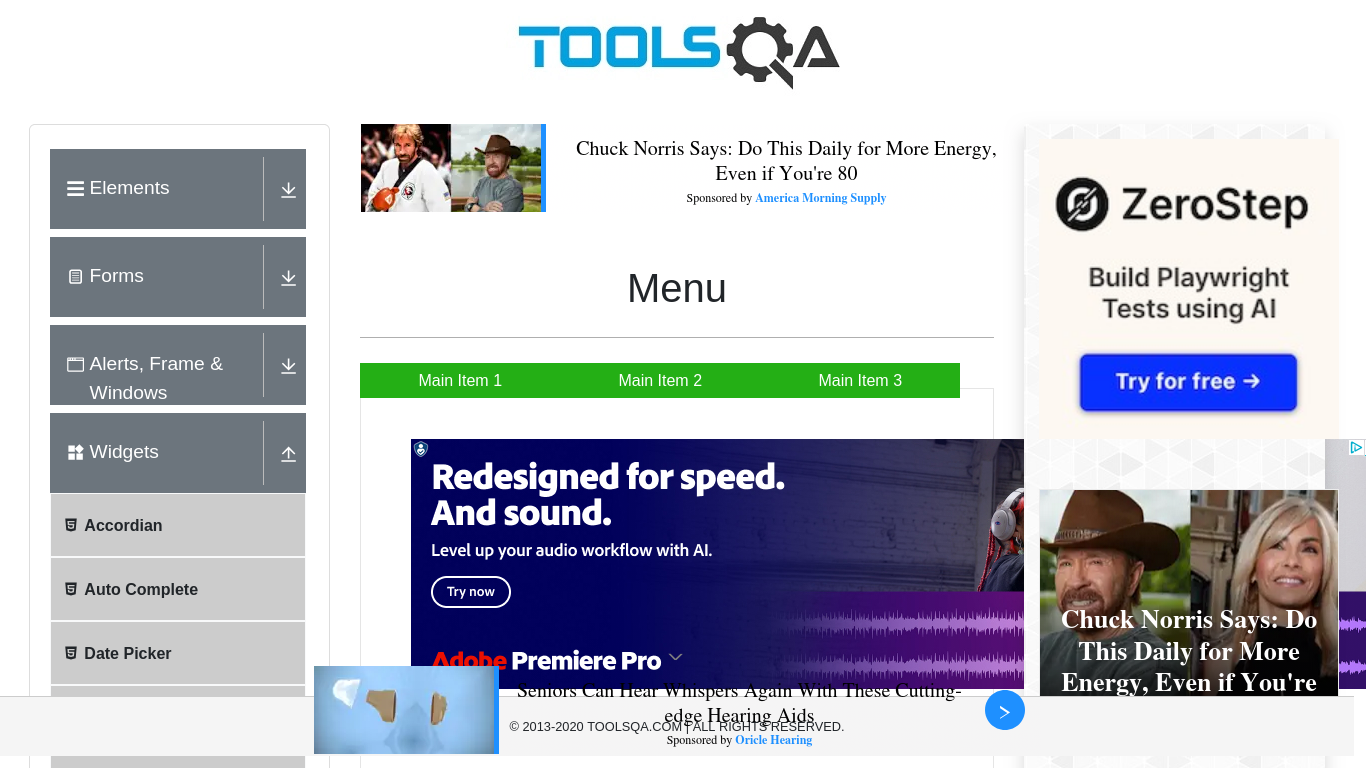 TOOLSQA
Elements
Forms
Alerts, Frame &
Windows
Widgets
Accordian
Auto Complete
Date Picker
Chuck Norris Says: Do This Daily for More Energy,
Even if You're 80
Sponsored by America Morning Supply
Menu
Main Item 1
Main Item 2
Main Item 3
Redesigned for speed.
And sound.
Level up your audio workflow with AI.
Try now
Adobe Premiere Pro
ZeroStep
Build Playwright
Tests using AI
Try for free →
Chuck Norris Says: Do
This Daily for More
Energy, Even if You're
Seniors Can Hear Whispers Again With These Cutting-
edge Hearing Aids
© 2013-2020 TOOLSQA.COM | ALL RIGHTS RESERVED.
Sponsored by Oricle Hearing